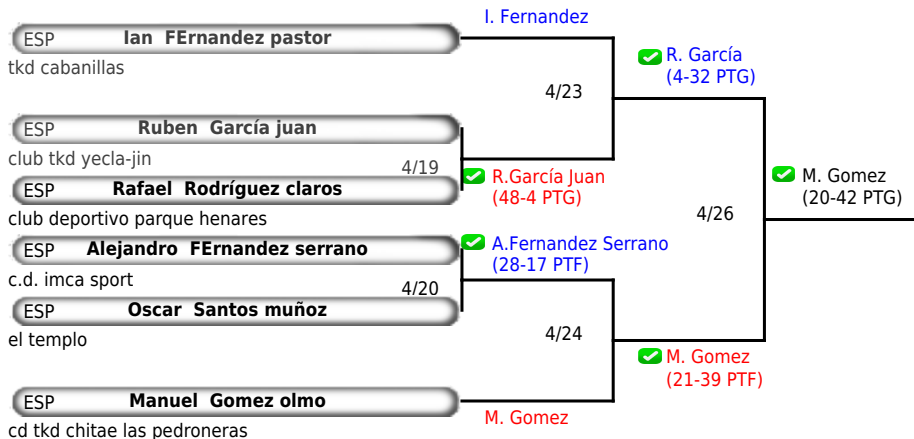 I. Fernandez
ESP Ian FErnandez pastor
tkd cabanillas
R. García
(4-32 PTG)
4/23
ESP Ruben García juan
club tkd yecla-jin
4/19
R.García Juan
(48-4 PTG)
ESP Rafael Rodríguez claros
club deportivo parque henares
M. Gomez
(20-42 PTG)
4/26
ESP Alejandro FErnandez serrano
c.d. imca sport
A.Fernandez Serrano
(28-17 PTF)
4/20
ESP Oscar Santos muñoz
el templo
4/24
M. Gomez
(21-39 PTF)
ESP Manuel Gomez olmo
cd tkd chitae las pedroneras
M. Gomez